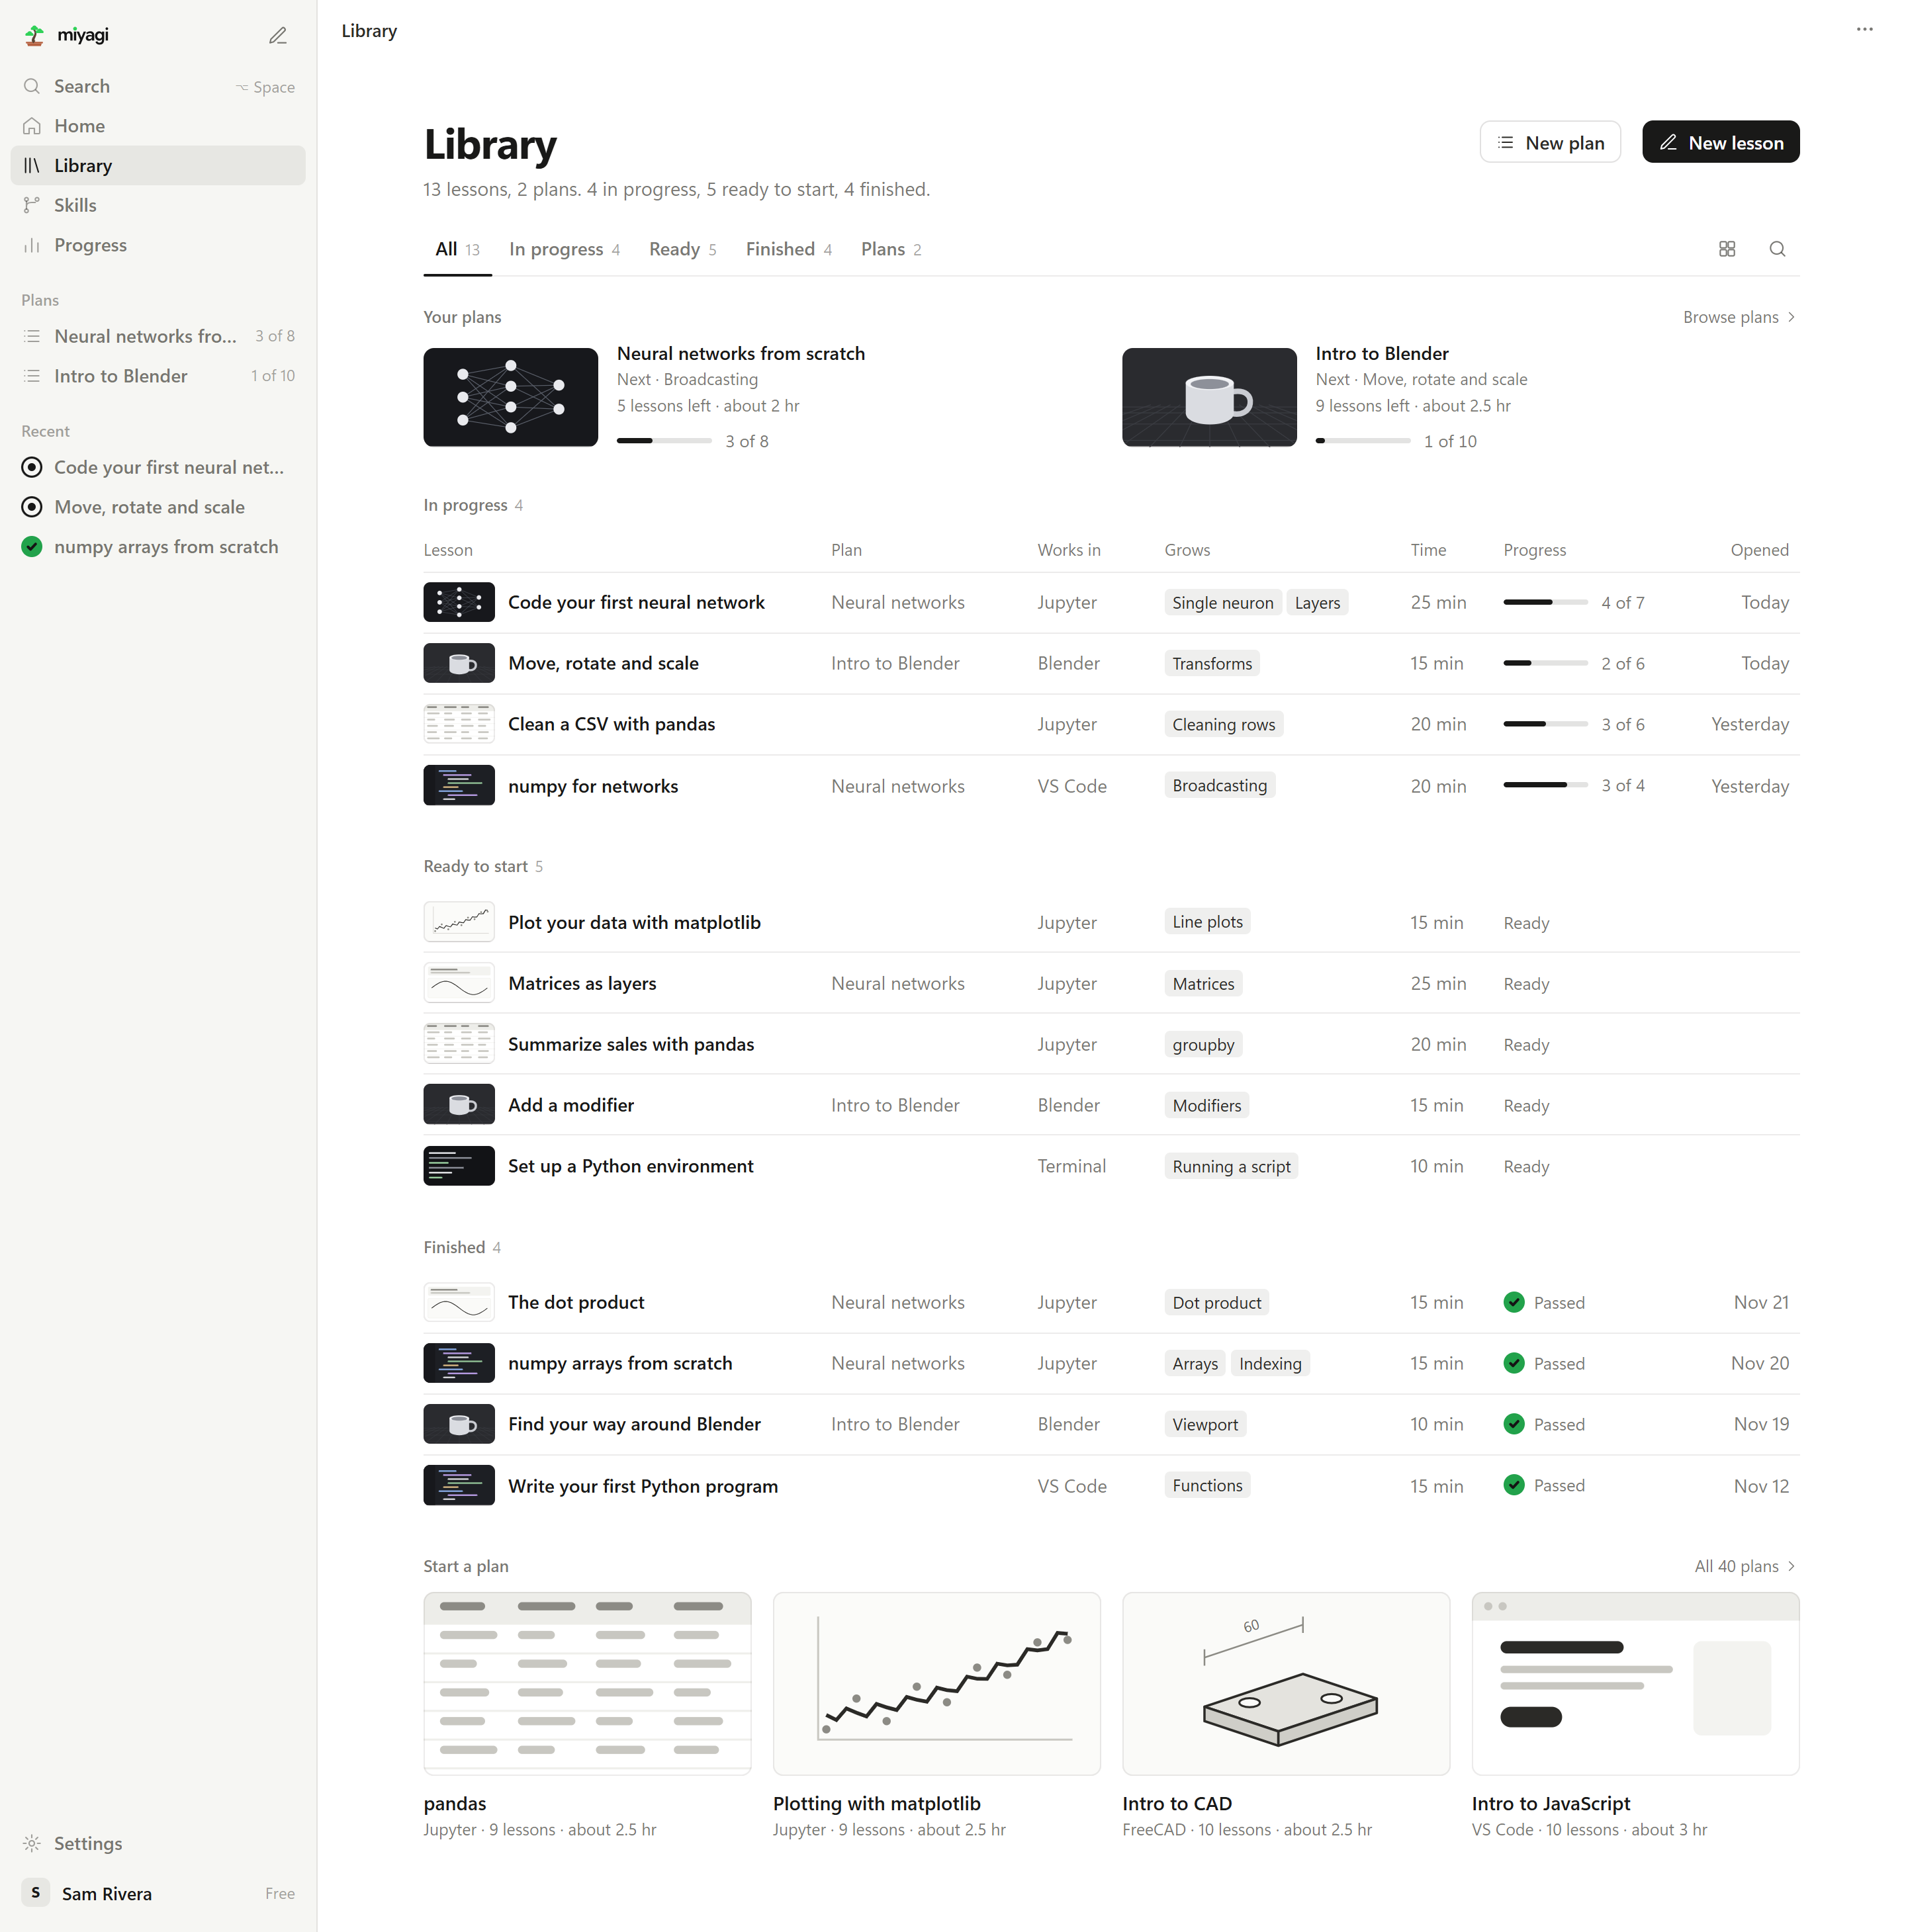 miyagi
Search ⌥ Space
Home
Library
Skills
Progress
Plans
Neural networks fro... 3 of 8
Intro to Blender 1 of 10
Recent
Code your first neural net...
Move, rotate and scale
numpy arrays from scratch
Settings
S Sam Rivera Free
Library
Library
New plan
New lesson
13 lessons, 2 plans. 4 in progress, 5 ready to start, 4 finished.
All 13 In progress 4 Ready 5 Finished 4 Plans 2
Your plans Browse plans
Neural networks from scratch
Next · Broadcasting
5 lessons left · about 2 hr
3 of 8
Intro to Blender
Next · Move, rotate and scale
9 lessons left · about 2.5 hr
1 of 10
In progress 4
Lesson Plan Works in Grows Time Progress Opened
Code your first neural network Neural networks Jupyter Single neuron Layers 25 min 4 of 7 Today
Move, rotate and scale Intro to Blender Blender Transforms 15 min 2 of 6 Today
Clean a CSV with pandas Jupyter Cleaning rows 20 min 3 of 6 Yesterday
numpy for networks Neural networks VS Code Broadcasting 20 min 3 of 4 Yesterday
Ready to start 5
Plot your data with matplotlib Jupyter Line plots 15 min Ready
Matrices as layers Neural networks Jupyter Matrices 25 min Ready
Summarize sales with pandas Jupyter groupby 20 min Ready
Add a modifier Intro to Blender Blender Modifiers 15 min Ready
Set up a Python environment Terminal Running a script 10 min Ready
Finished 4
The dot product Neural networks Jupyter Dot product 15 min Passed Nov 21
numpy arrays from scratch Neural networks Jupyter Arrays Indexing 15 min Passed Nov 20
Find your way around Blender Intro to Blender Blender Viewport 10 min Passed Nov 19
Write your first Python program VS Code Functions 15 min Passed Nov 12
Start a plan All 40 plans
60
pandas
Jupyter · 9 lessons · about 2.5 hr
Plotting with matplotlib
Jupyter · 9 lessons · about 2.5 hr
Intro to CAD
FreeCAD · 10 lessons · about 2.5 hr
Intro to JavaScript
VS Code · 10 lessons · about 3 hr